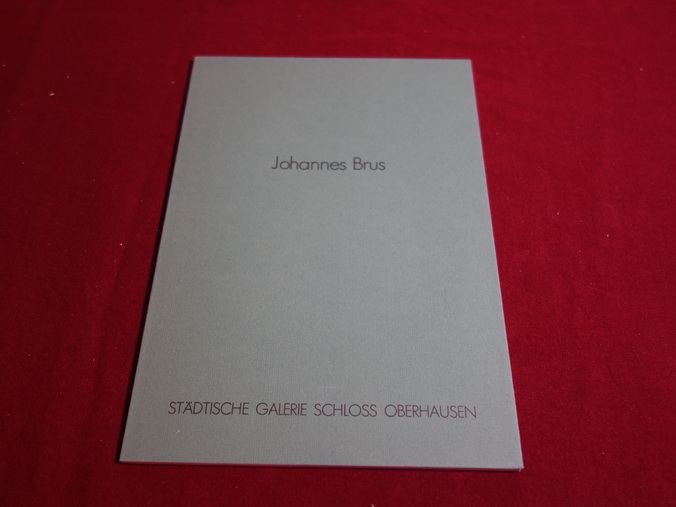 Johannes Brus
STÄDTISCHE GALERIE SCHLOSS OBERHAUSEN